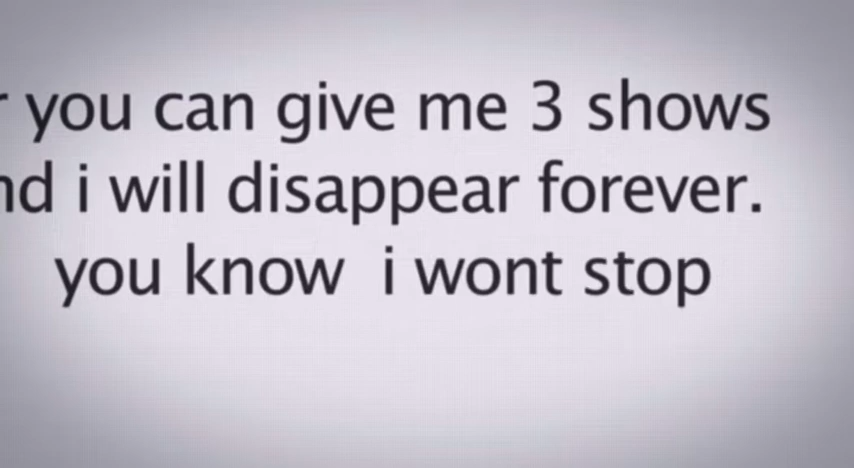 you can give me 3 shows
i will disappear forever.
you know i wont stop